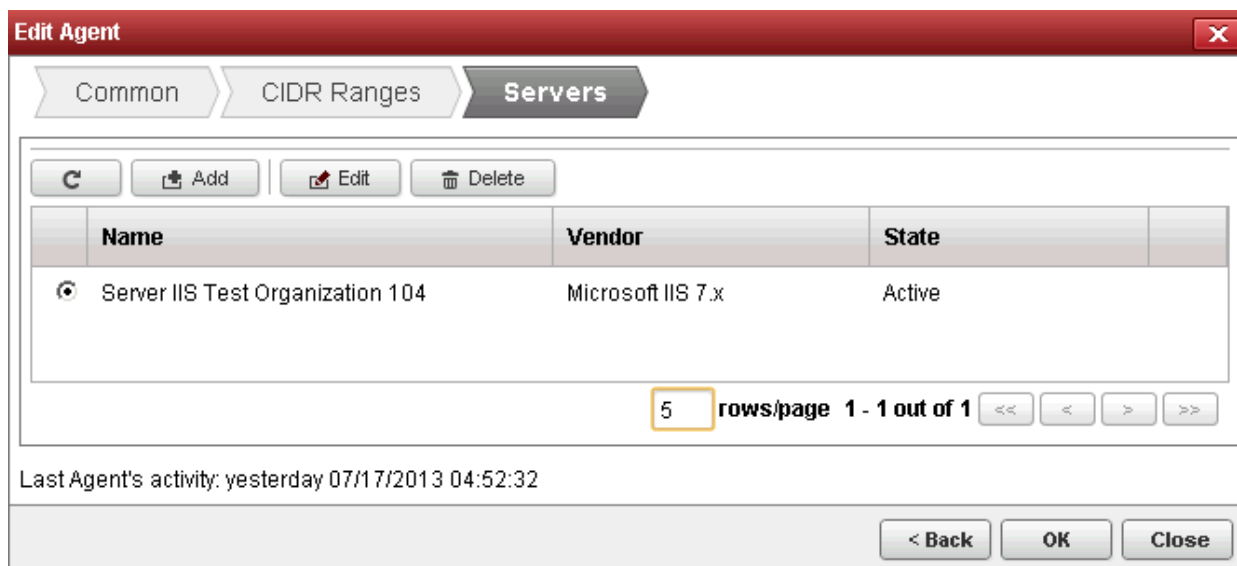 Edit Agent
Common CIDR Ranges Servers
Add Edit Delete
Name Vendor State
Server IIS Test Organization 104 Microsoft IIS 7.x Active
5 rows/page 1 - 1 out of 1 << < > >>
Last Agent's activity: yesterday 07/17/2013 04:52:32
< Back OK Close